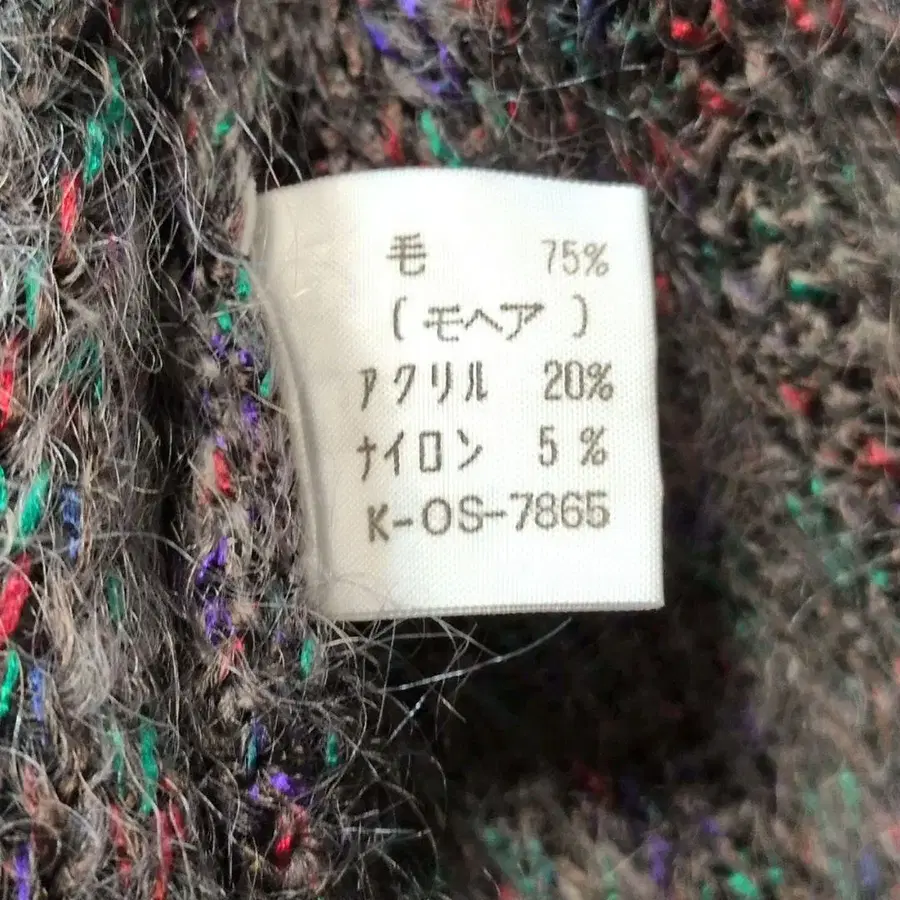 毛 75%
(モヘア)
アクリル 20%
ナイロン 5%
K-OS-7865